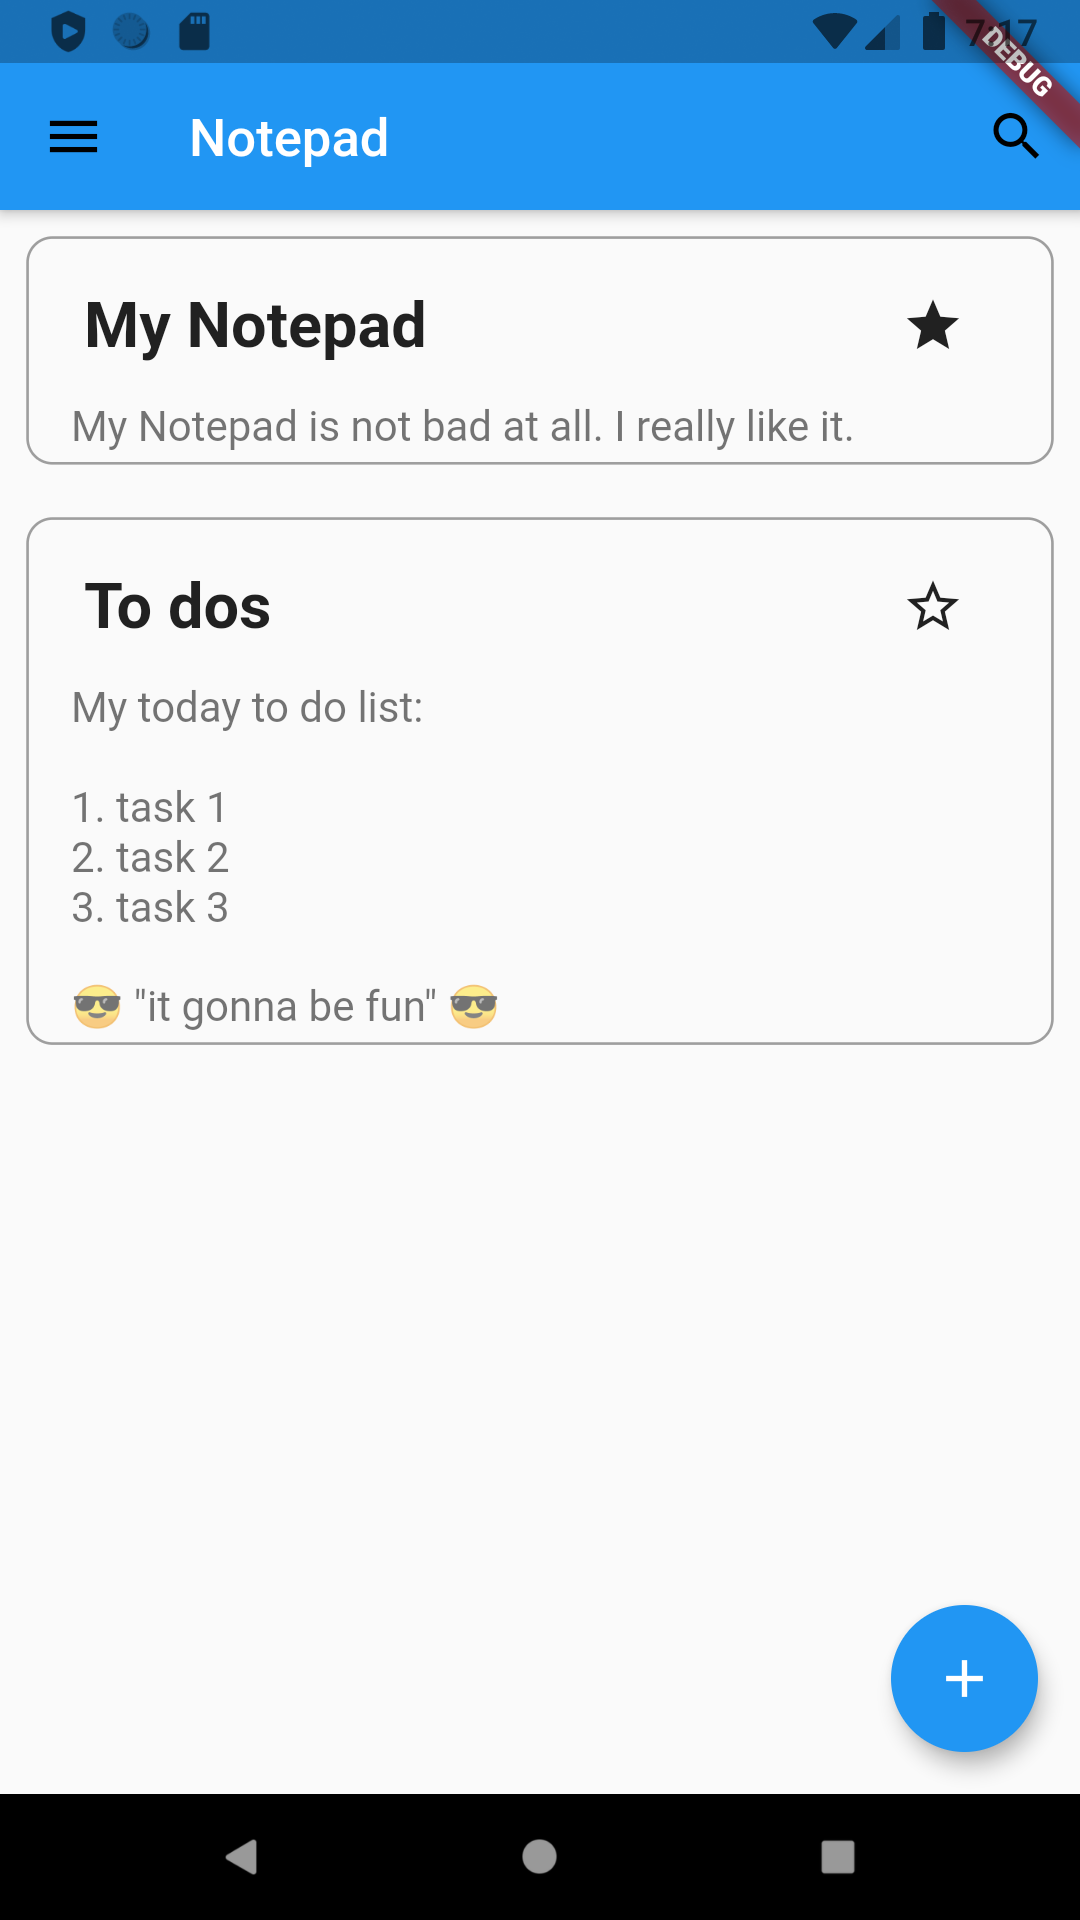 7:17
DEBUG
Notepad
My Notepad
My Notepad is not bad at all. I really like it.
To dos
My today to do list:
1. task 1
2. task 2
3. task 3
😎 "it gonna be fun" 😎